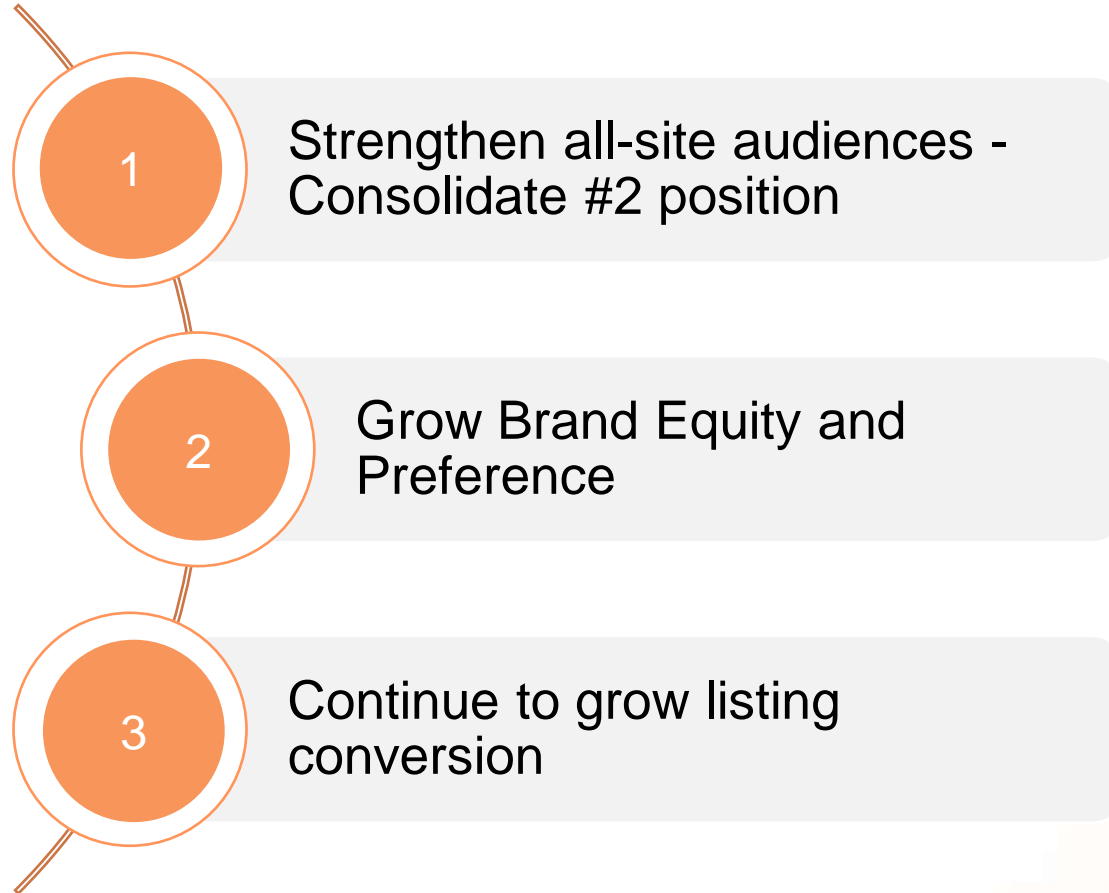 1
Strengthen all-site audiences -
Consolidate #2 position
2
Grow Brand Equity and
Preference
3
Continue to grow listing
conversion